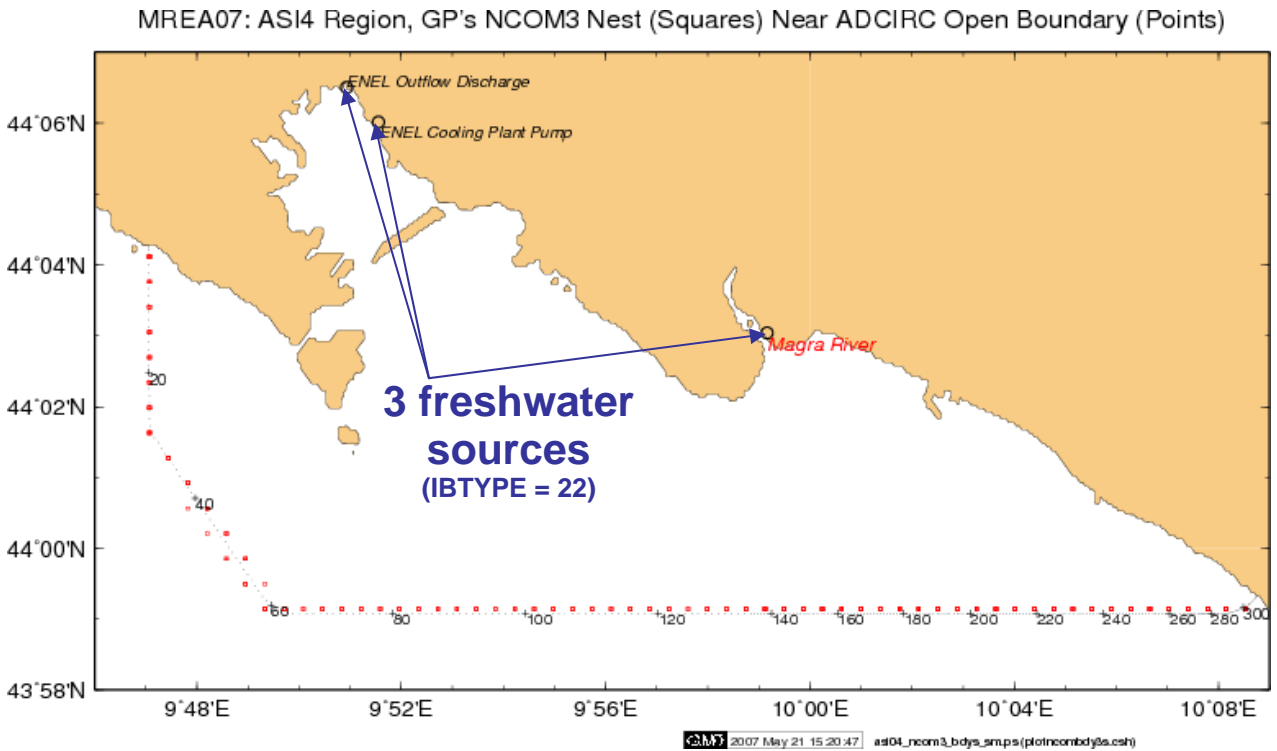 MREA07: ASI4 Region, GP's NCOM3 Nest (Squares) Near ADCIRC Open Boundary (Points)
ENEL Outflow Discharge
44°06'N
ENEL Cooling Plant Pump
44°04'N
Magra River
20
44°02'N
3 freshwater
sources
(IBTYPE = 22)
40
44°00'N
60
80
100
120
140
160
180
200
220
240
260
280
300
43°58'N
9°48'E
9°52'E
9°56'E
10°00'E
10°04'E
10°08'E
GMT 2007 May 21 15:20:47 asi04_ncom3_bdys_sm.ps (plotncombdy3s.csh)